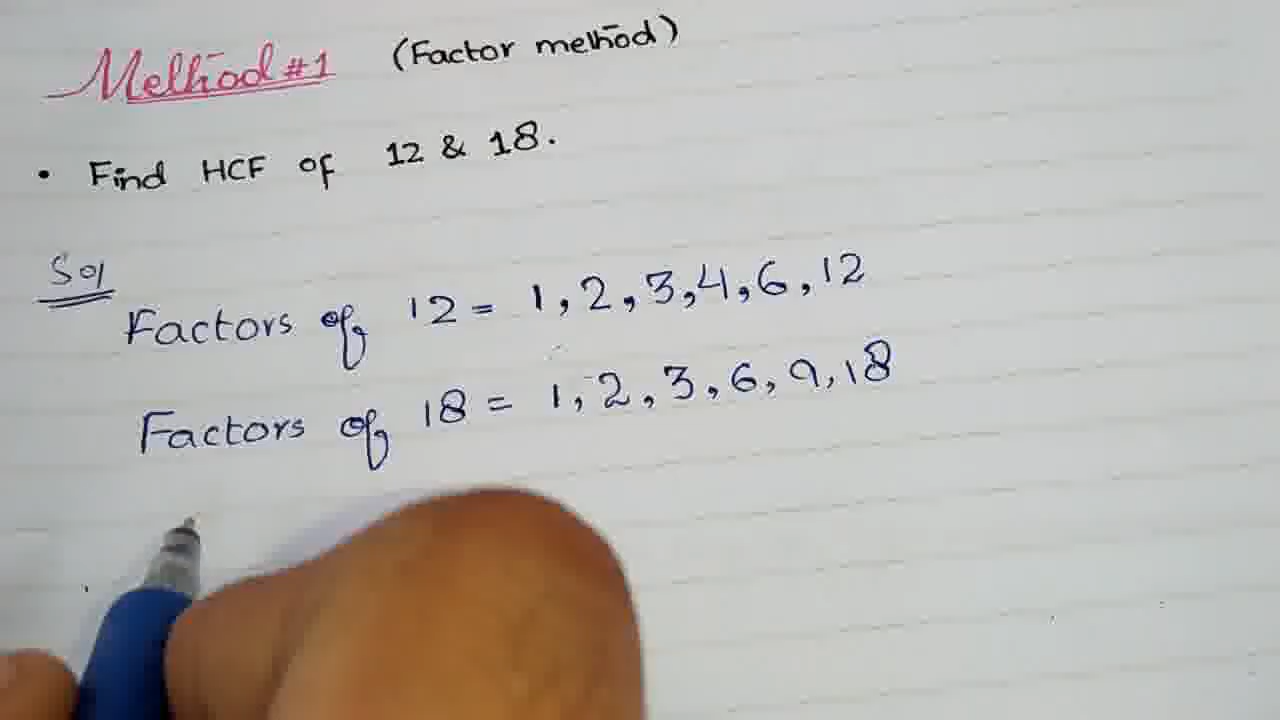 Method #1 (Factor method)
• Find HCF of 12 & 18.
Sol
Factors of 12 = 1, 2, 3, 4, 6, 12
Factors of 18 = 1, 2, 3, 6, 9, 18